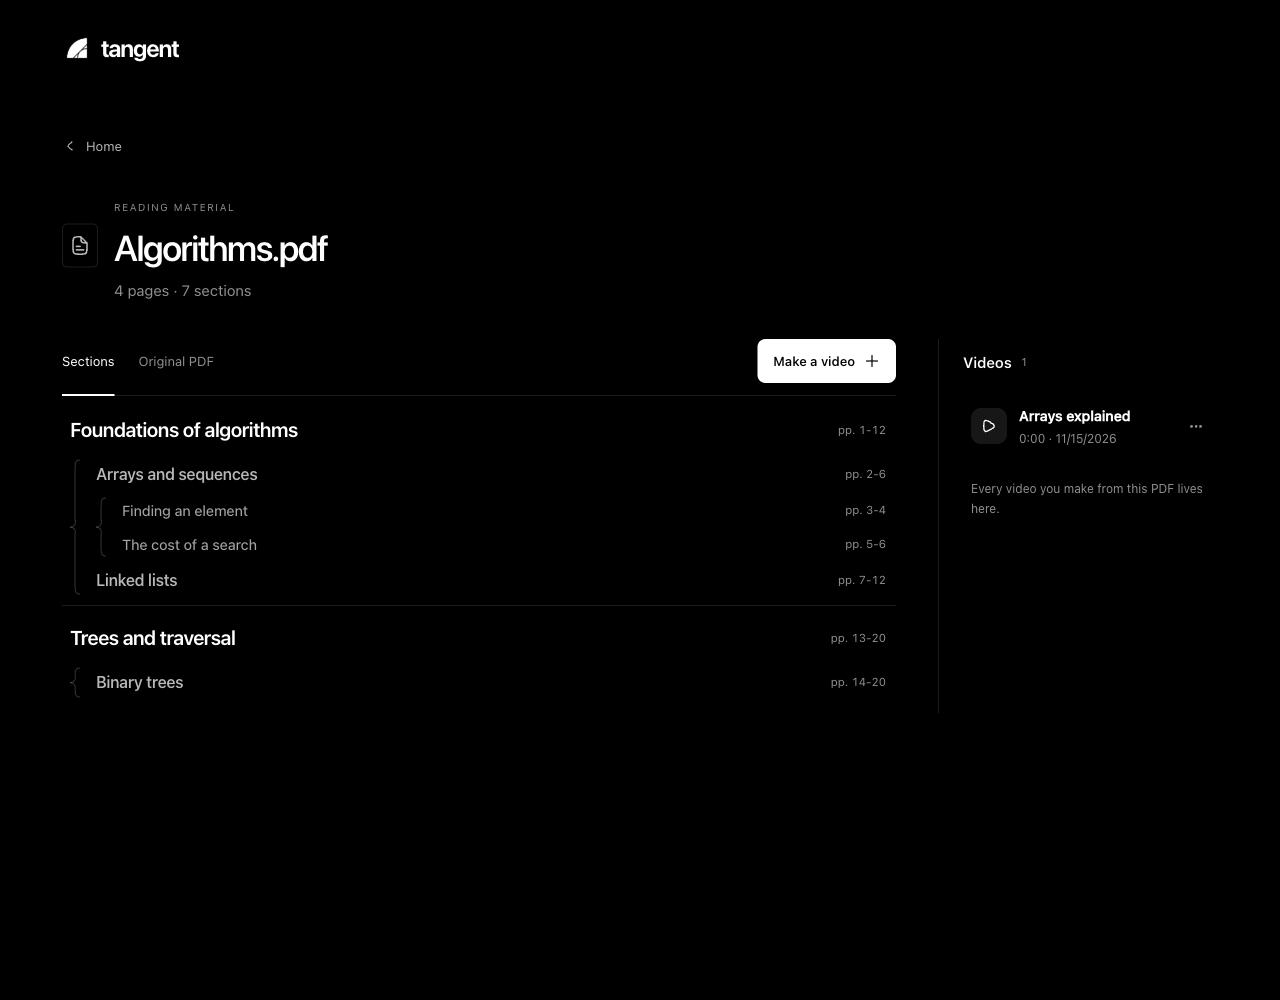 tangent
Home
READING MATERIAL
Algorithms.pdf
4 pages · 7 sections
Sections
Original PDF
Make a video
Foundations of algorithms
pp. 1-12
Arrays and sequences
pp. 2-6
Finding an element
pp. 3-4
The cost of a search
pp. 5-6
Linked lists
pp. 7-12
Trees and traversal
pp. 13-20
Binary trees
pp. 14-20
Videos 1
Arrays explained
0:00 · 11/15/2026
Every video you make from this PDF lives
here.